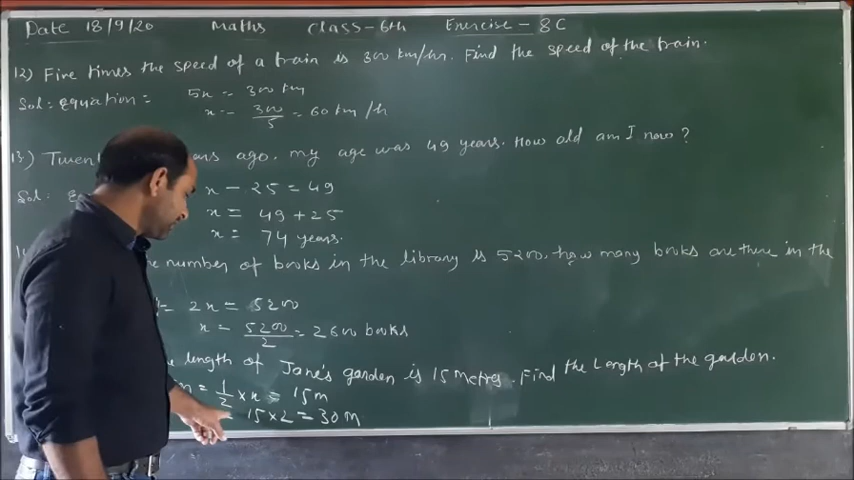 Date 18/9/20 Maths Class-6th Exercise - 8C
12) Five times the speed of a train is 300 km/hr. Find the speed of the train.
Sol: equation = 5x = 300 km
x = 300/5 = 60 km/h
13) ago. my age was 49 years. How old am I now?
Sol: x - 25 = 49
x = 49 + 25
x = 74 years.
number of books in the library is 5200. how many books are there in the
2x = 5200
x = 5200/2 = 2600 books
length of Jane's garden is 15 metres. Find the length of the garden.
1/2 × x = 15 m
15 × 2 = 30 m